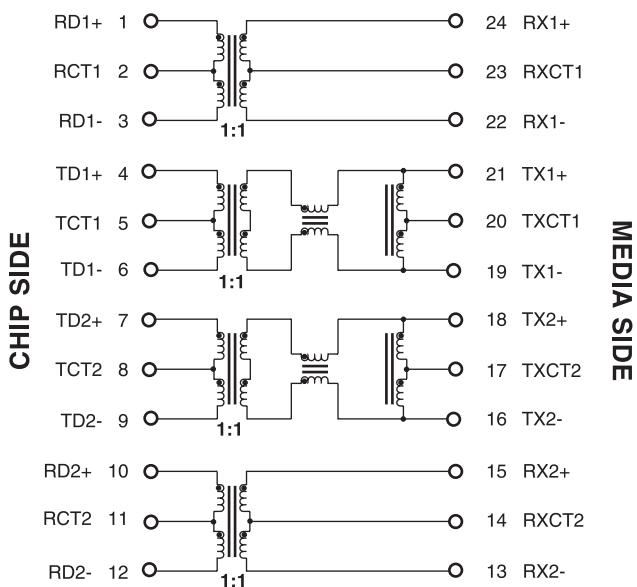 RD1+ 1 24 RX1+
RCT1 2 23 RXCT1
RD1- 3 22 RX1-
1:1
TD1+ 4 21 TX1+
TCT1 5 20 TXCT1
TD1- 6 19 TX1-
1:1
CHIP SIDE
MEDIA SIDE
TD2+ 7 18 TX2+
TCT2 8 17 TXCT2
TD2- 9 16 TX2-
1:1
RD2+ 10 15 RX2+
RCT2 11 14 RXCT2
RD2- 12 13 RX2-
1:1